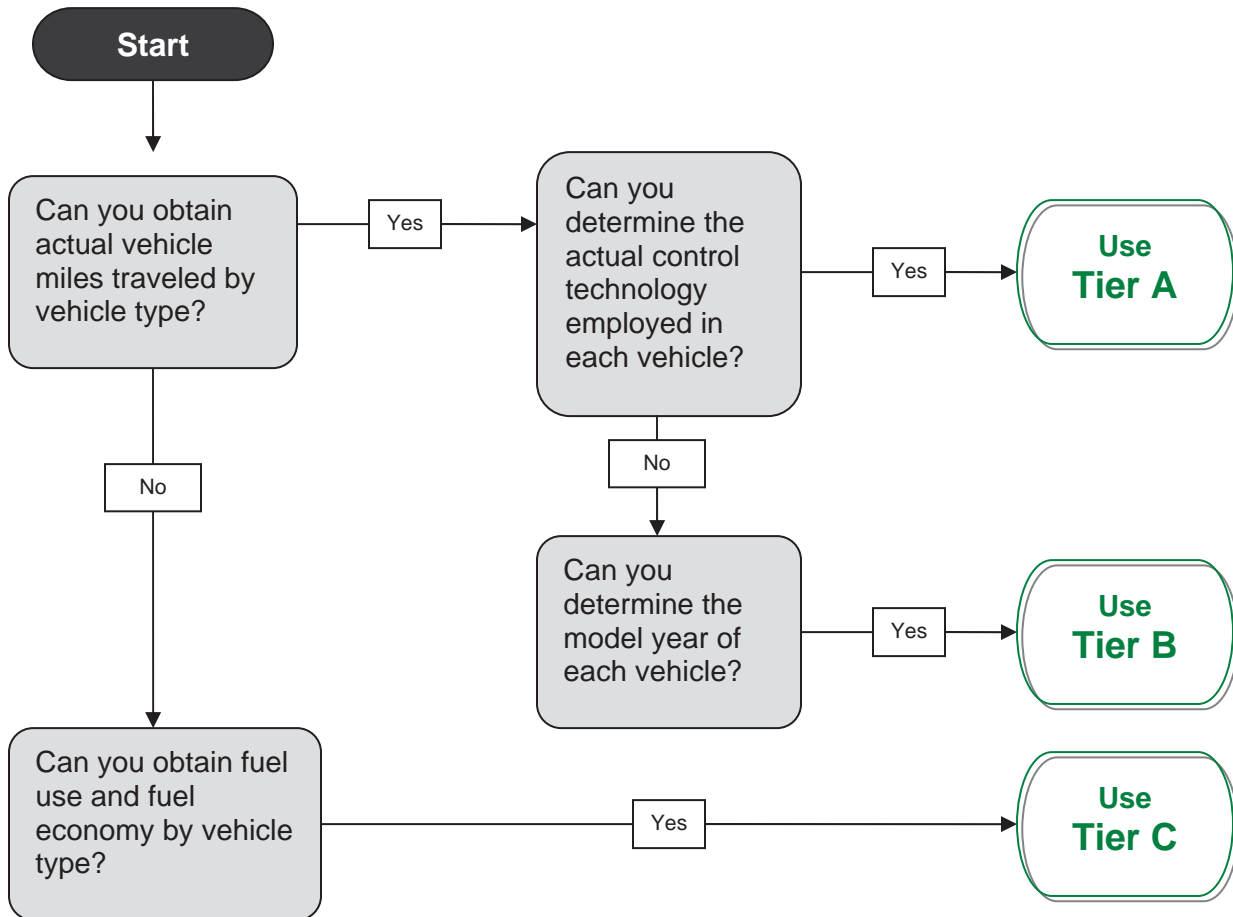 Start
Can you obtain
actual vehicle
miles traveled by
vehicle type?
Yes
Can you
determine the
actual control
technology
employed in
each vehicle?
Yes
Use
Tier A
No
No
Can you
determine the
model year of
each vehicle?
Yes
Use
Tier B
Can you obtain fuel
use and fuel
economy by vehicle
type?
Yes
Use
Tier C